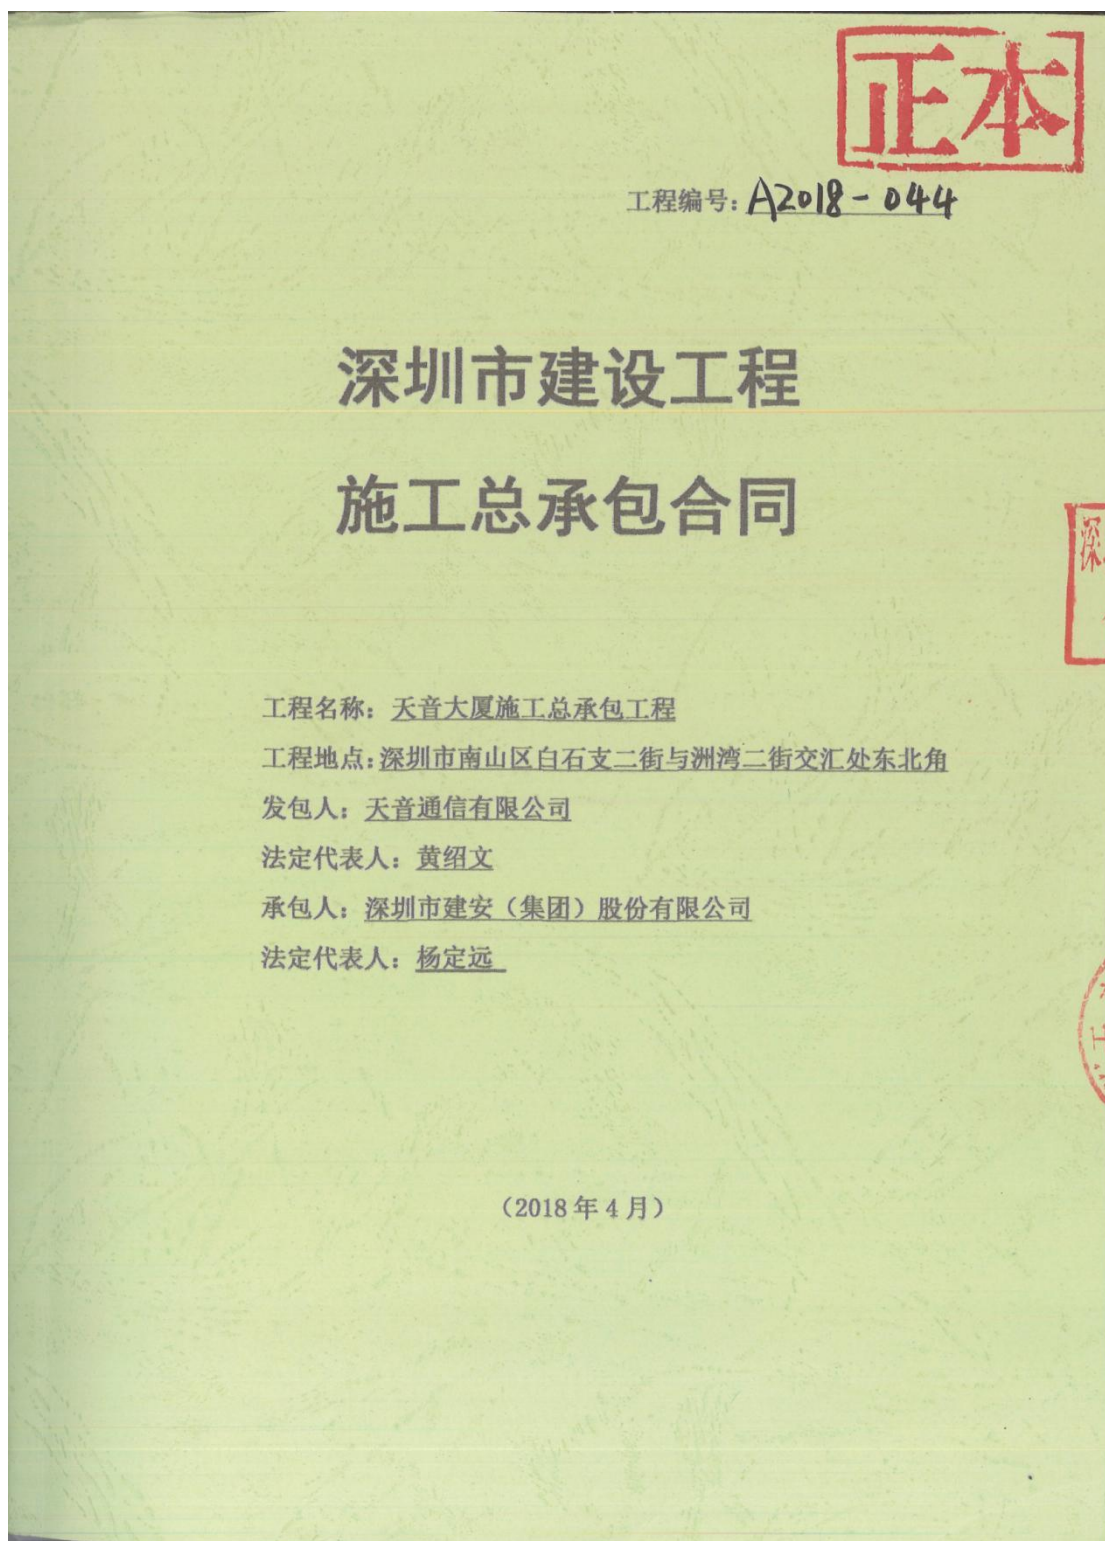 正本
工程编号：A2018-044
深圳市建设工程
施工总承包合同
深
工程名称：天音大厦施工总承包工程
工程地点：深圳市南山区白石支二街与洲湾二街交汇处东北角
发包人：天音通信有限公司
法定代表人：黄绍文
承包人：深圳市建安（集团）股份有限公司
法定代表人：杨定远
工
（2018年4月）